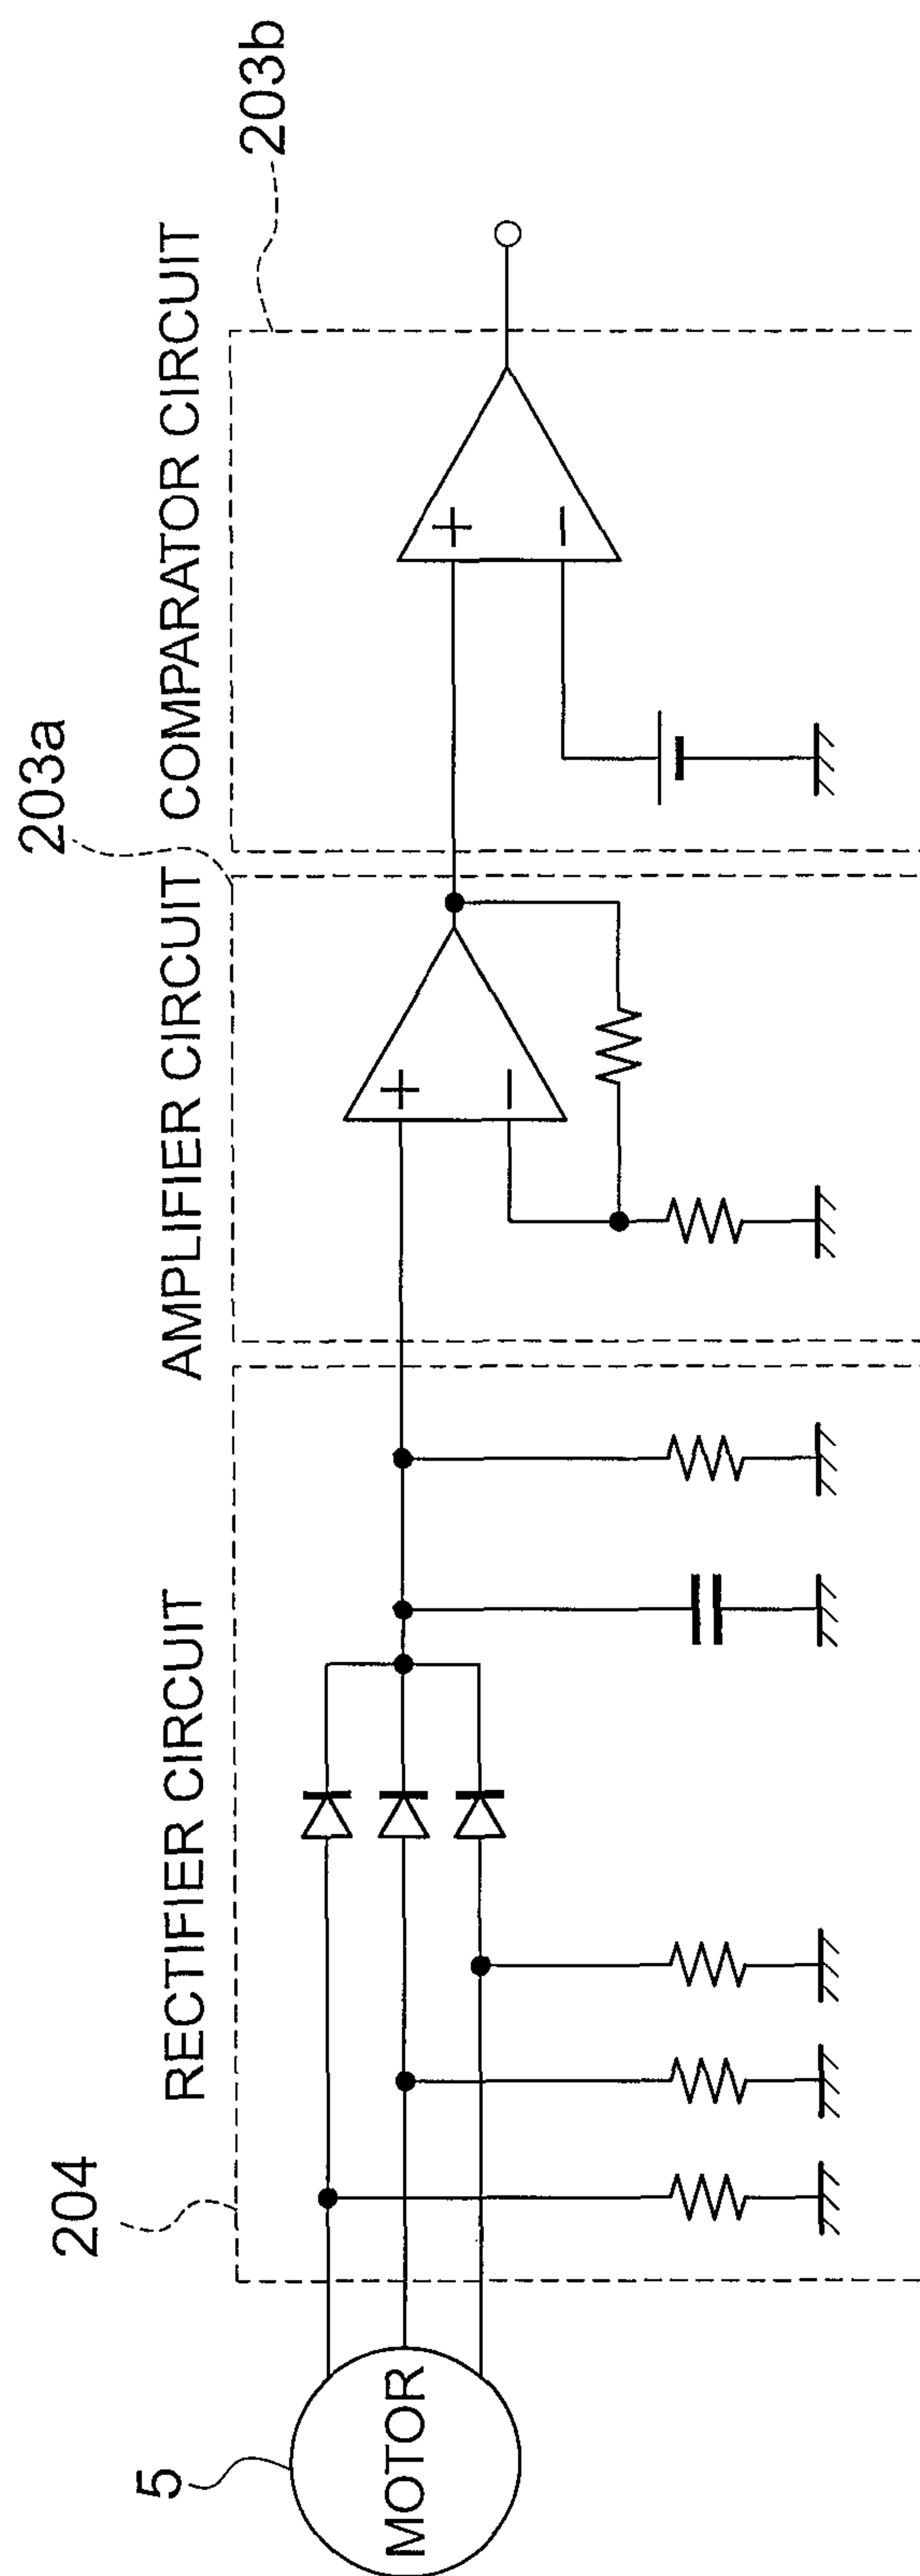 5
MOTOR
204
RECTIFIER CIRCUIT
AMPLIFIER CIRCUIT
203a
COMPARATOR CIRCUIT
203b
+
−
+
−